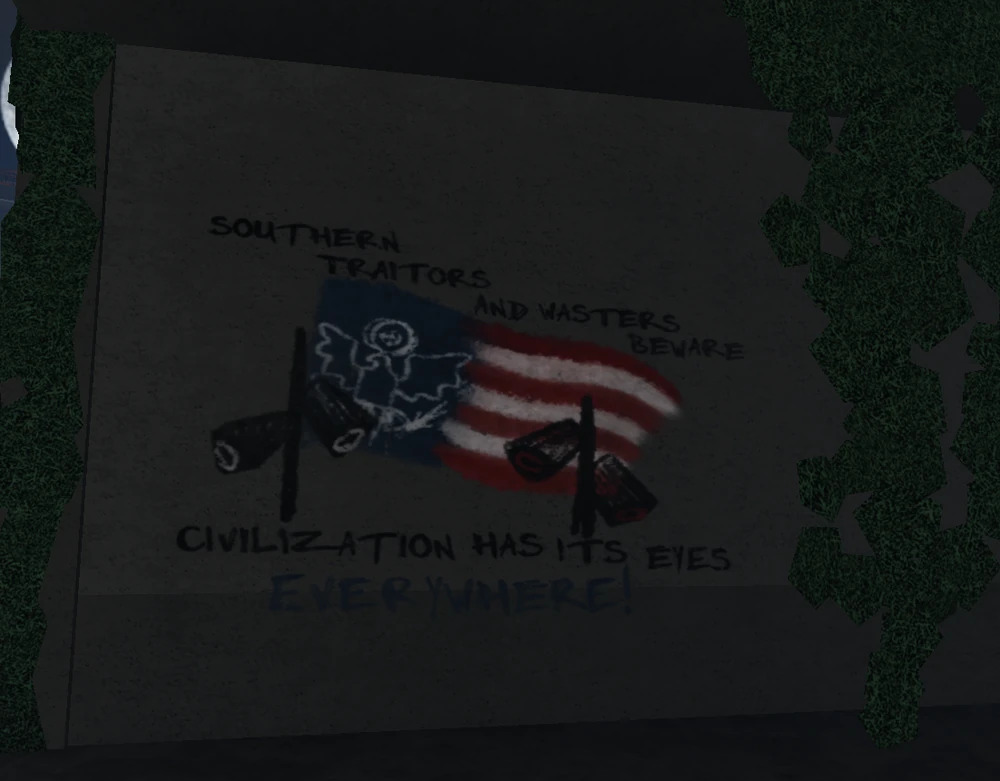 SOUTHERN
TRAITORS
AND WASTERS
BEWARE
CIVILIZATION HAS ITS EYES
EVERYWHERE!